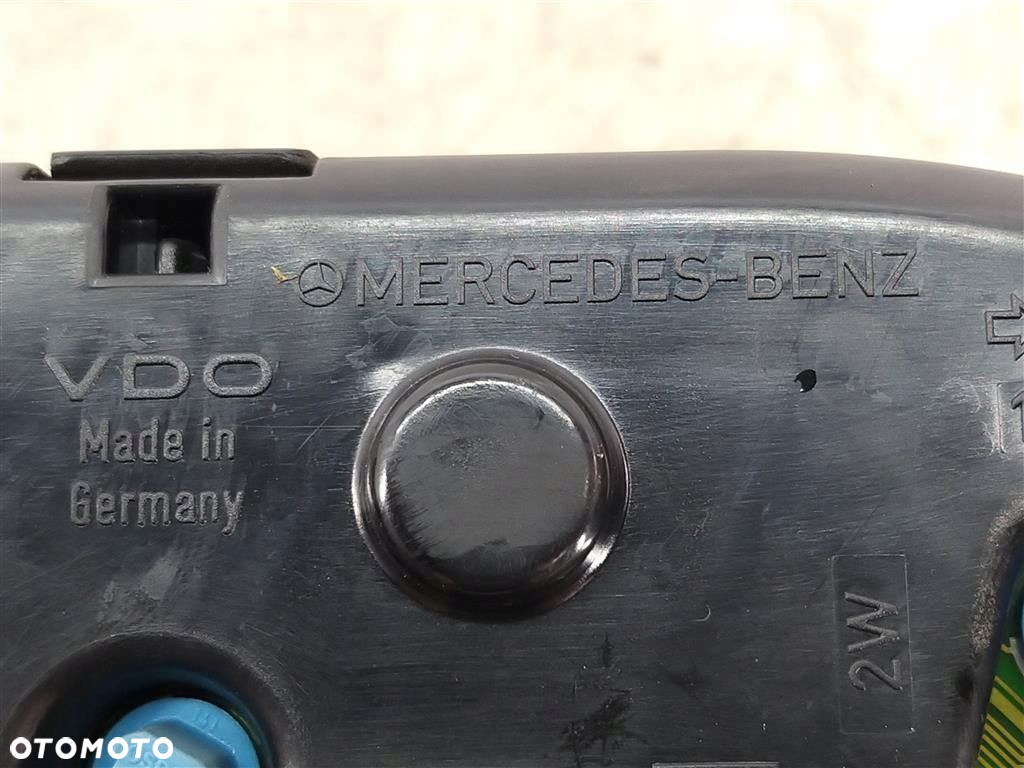 MERCEDES-BENZ
VDO
Made in
Germany
2W
OTOMOTO